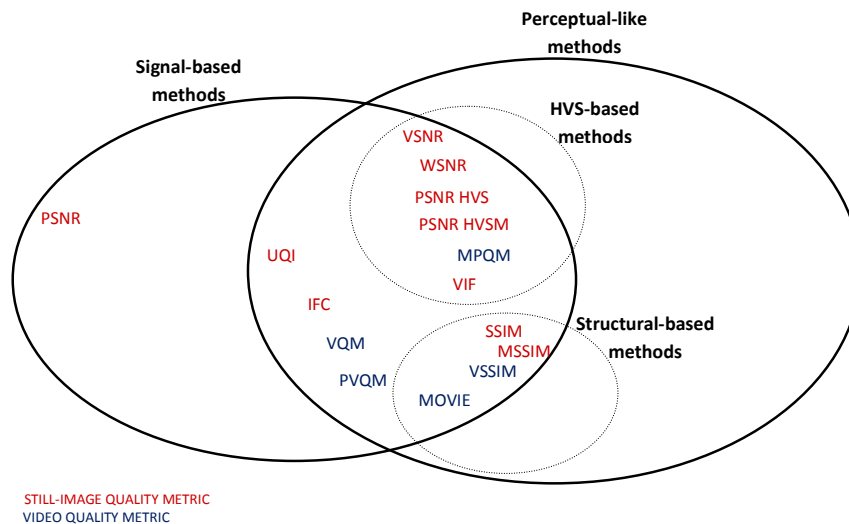 Perceptual-like
methods
Signal-based
methods
HVS-based
methods
VSNR
WSNR
PSNR HVS
PSNR
PSNR HVSM
UQI
MPQM
VIF
IFC
SSIM
Structural-based
methods
VQM
MSSIM
VSSIM
PVQM
MOVIE
STILL-IMAGE QUALITY METRIC
VIDEO QUALITY METRIC